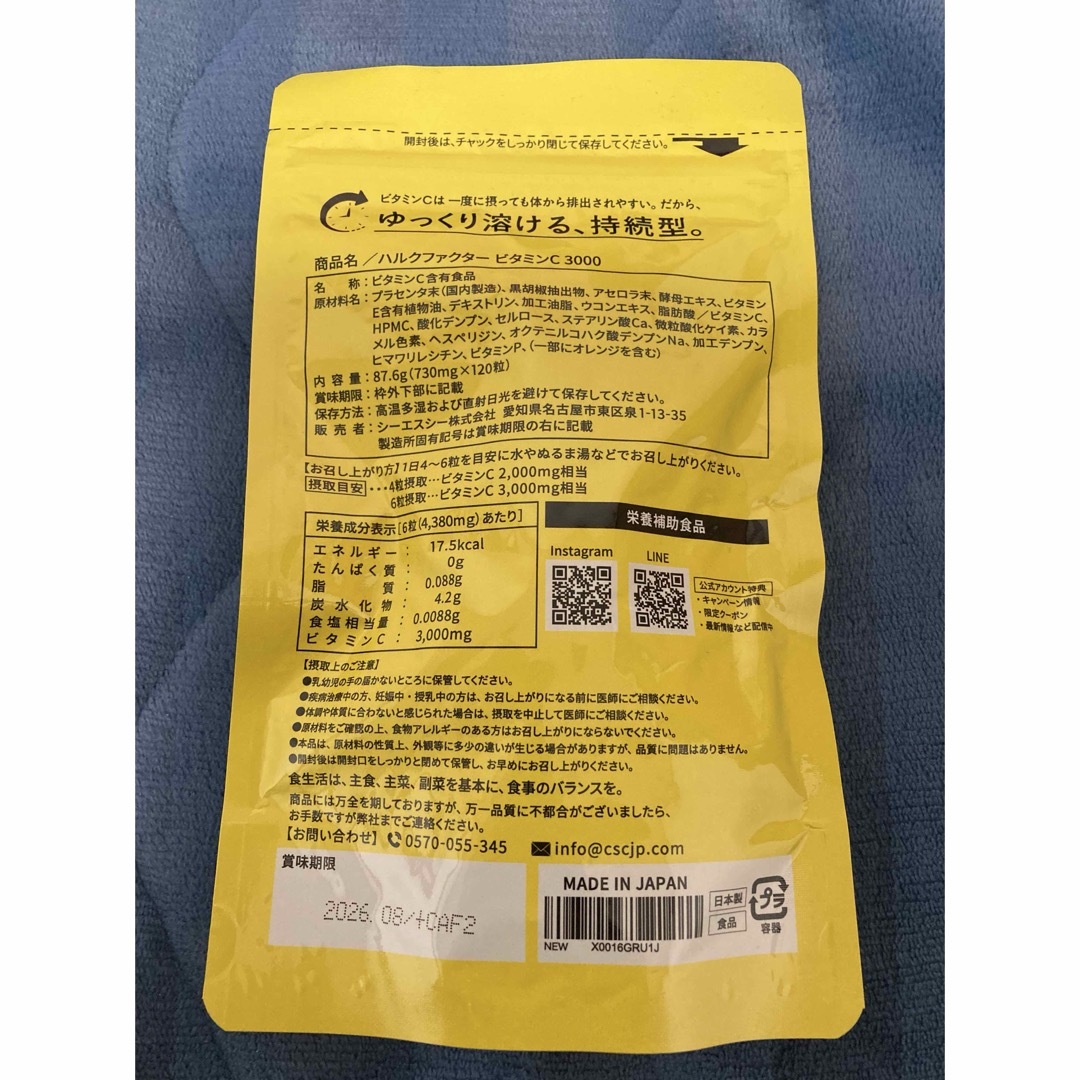 開封後は、チャックをしっかり閉じて保存してください。
ビタミンCは一度に摂っても体から排出されやすい。だから、
ゆっくり溶ける、持続型。
商品名／ハルクファクター ビタミンC 3000
名称：ビタミンC含有食品
原材料名：プラセンタ末（国内製造）、黒胡椒抽出物、アセロラ末、酵母エキス、ビタミン
E含有植物油、デキストリン、加工油脂、ウコンエキス、脂肪酸／ビタミンC、
HPMC、酸化デンプン、セルロース、ステアリン酸Ca、微粒酸化ケイ素、カラ
メル色素、ヘスペリジン、オクテニルコハク酸デンプンNa、加工デンプン、
ヒマワリレシチン、ビタミンP、（一部にオレンジを含む）
内容量：87.6g（730mg×120粒）
賞味期限：枠外下部に記載
保存方法：高温多湿および直射日光を避けて保存してください。
販売者：シーエスシー株式会社 愛知県名古屋市東区泉1-13-35
製造所固有記号は賞味期限の右に記載
【お召し上がり方】1日4〜6粒を目安に水やぬるま湯などでお召し上がりください。
摂取目安・・・4粒摂取…ビタミンC 2,000mg相当
6粒摂取…ビタミンC 3,000mg相当
栄養成分表示［6粒（4,380mg）あたり］
エネルギー：17.5kcal
たんぱく質：0g
脂質：0.088g
炭水化物：4.2g
食塩相当量：0.0088g
ビタミンC：3,000mg
栄養補助食品
Instagram
LINE
公式アカウント特典
・キャンペーン情報
・限定クーポン
・最新情報など配信中
【摂取上のご注意】
●乳幼児の手の届かないところに保管してください。
●疾病治療中の方、妊娠中・授乳中の方は、お召し上がりになる前に医師にご相談ください。
●体調や体質に合わないと感じられた場合は、摂取を中止して医師にご相談ください。
●原材料をご確認の上、食物アレルギーのある方はお召し上がりにならないでください。
●本品は、原材料の性質上、外観等に多少の違いが生じる場合がありますが、品質に問題はありません。
●開封後は開封口をしっかりと閉めて保管し、お早めにお召し上がりください。
食生活は、主食、主菜、副菜を基本に、食事のバランスを。
商品には万全を期しておりますが、万一品質に不都合がございましたら、
お手数ですが弊社までご連絡ください。
【お問い合わせ】 0570-055-345 info@cscjp.com
賞味期限
2026.08/+CAF2
MADE IN JAPAN
NEW X0016GRU1J
日本製
食品
プラ
容器